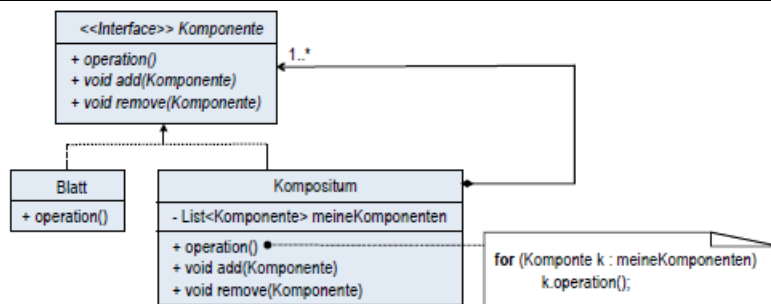 <<Interface>> Komponente
+ operation()
+ void add(Komponente)
+ void remove(Komponente)
1..*
Blatt
+ operation()
Kompositum
- List<Komponente> meineKomponenten
+ operation()
+ void add(Komponente)
+ void remove(Komponente)
for (Komponte k : meineKomponenten)
k.operation();